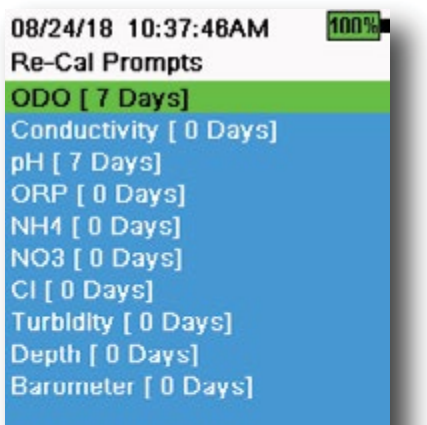 08/24/18 10:37:46AM 100%
Re-Cal Prompts
ODO [ 7 Days]
Conductivity [ 0 Days]
pH [ 7 Days]
ORP [ 0 Days]
NH4 [ 0 Days]
NO3 [ 0 Days]
Cl [ 0 Days]
Turbidity [ 0 Days]
Depth [ 0 Days]
Barometer [ 0 Days]